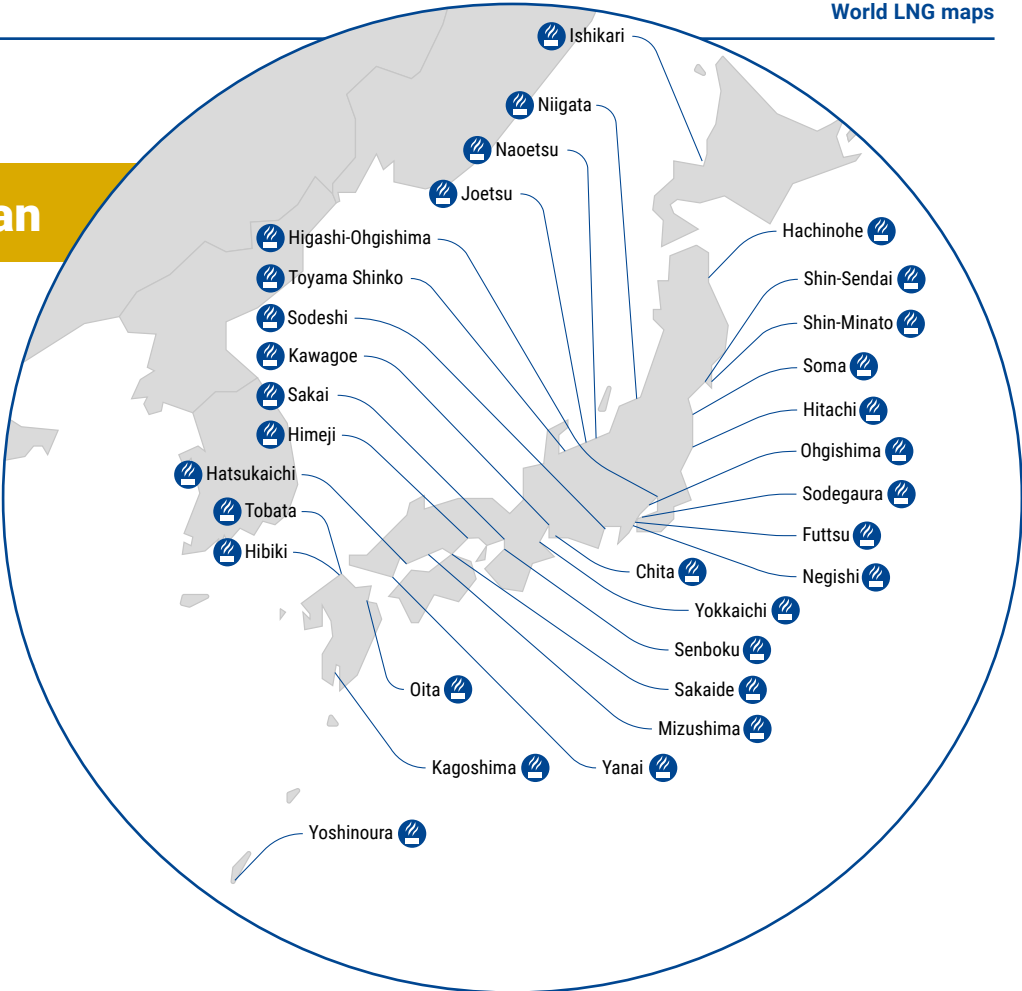 World LNG maps
an
Ishikari
Niigata
Naoetsu
Joetsu
Higashi-Ohgishima
Toyama Shinko
Sodeshi
Kawagoe
Sakai
Himeji
Hatsukaichi
Tobata
Hibiki
Hachinohe
Shin-Sendai
Shin-Minato
Soma
Hitachi
Ohgishima
Sodegaura
Futtsu
Negishi
Chita
Yokkaichi
Senboku
Sakaide
Mizushima
Yanai
Oita
Kagoshima
Yoshinoura